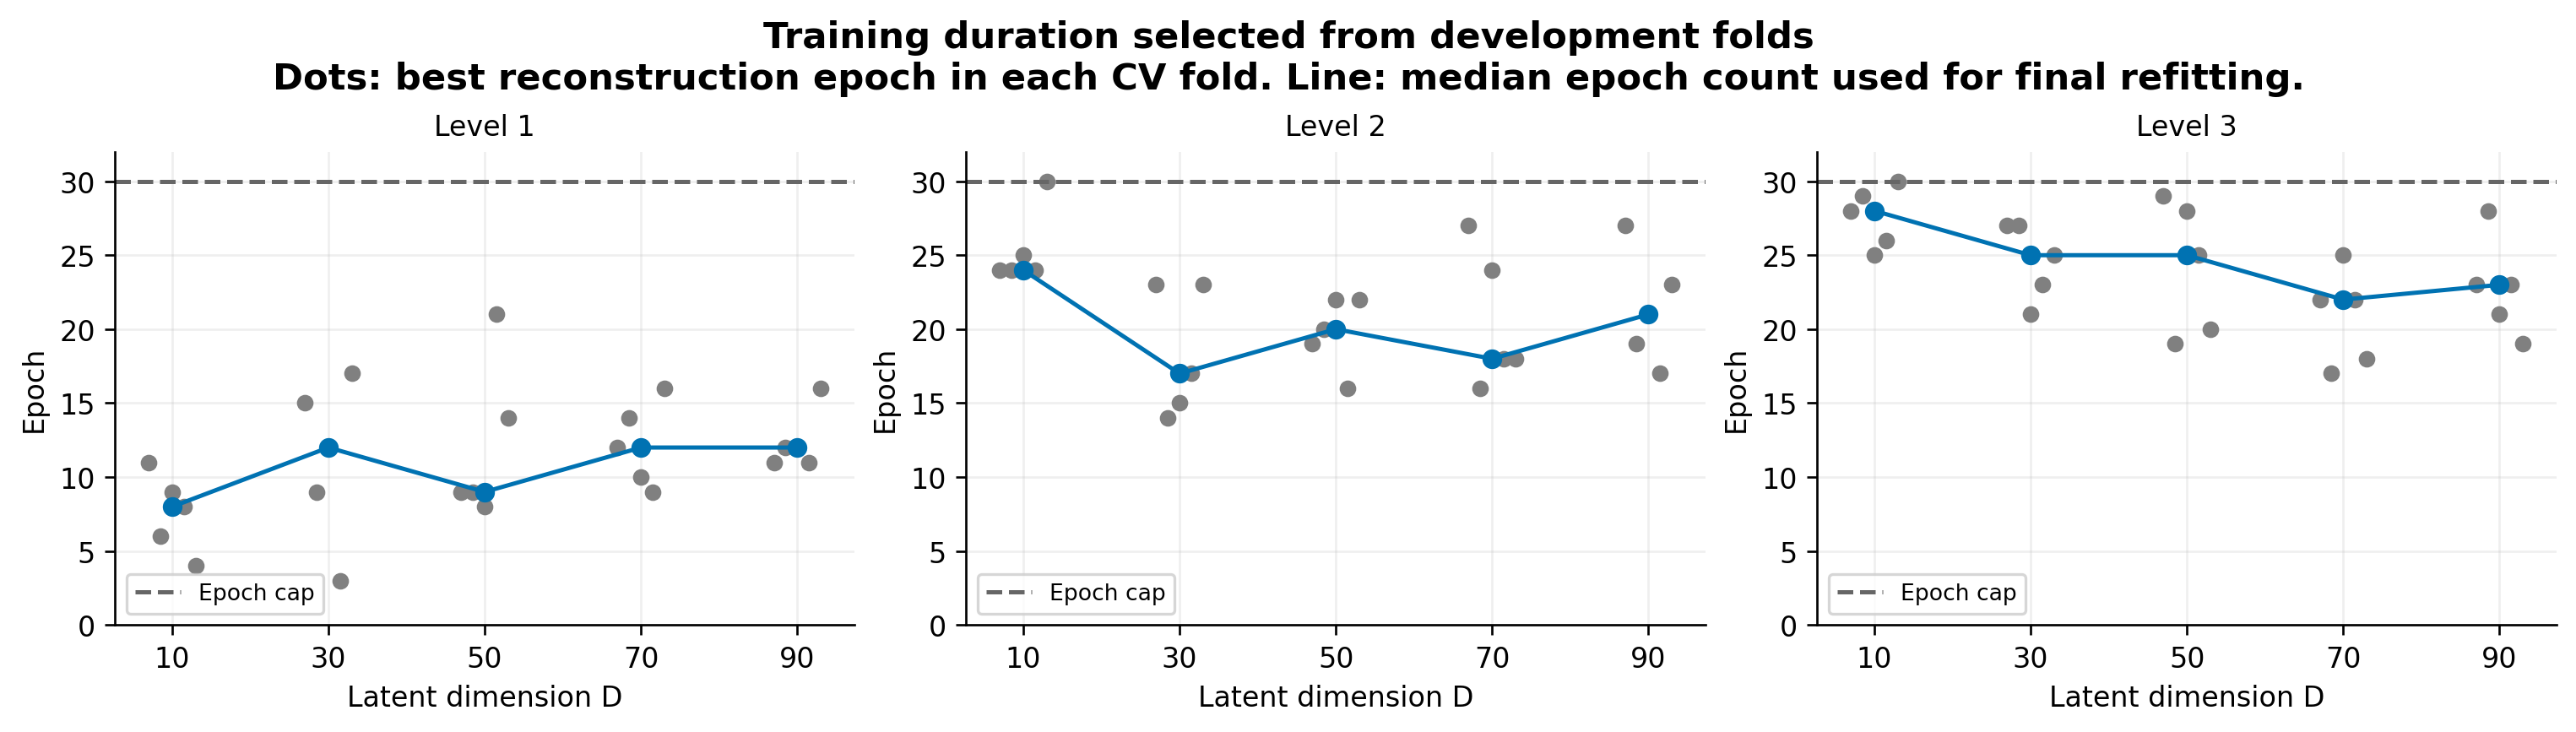 Training duration selected from development folds
Dots: best reconstruction epoch in each CV fold. Line: median epoch count used for final refitting.
Level 1
Epoch
30
25
20
15
10
5
0
Epoch cap
10 30 50 70 90
Latent dimension D
Level 2
Epoch
30
25
20
15
10
5
0
Epoch cap
10 30 50 70 90
Latent dimension D
Level 3
Epoch
30
25
20
15
10
5
0
Epoch cap
10 30 50 70 90
Latent dimension D